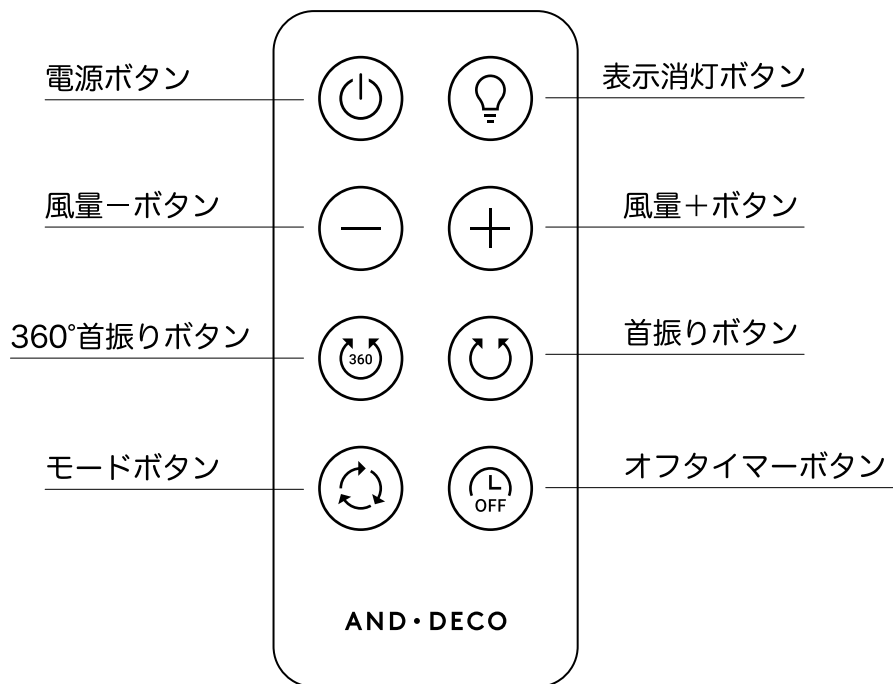 電源ボタン
表示消灯ボタン
風量－ボタン
風量＋ボタン
360°首振りボタン
首振りボタン
360
モードボタン
オフタイマーボタン
OFF
AND・DECO